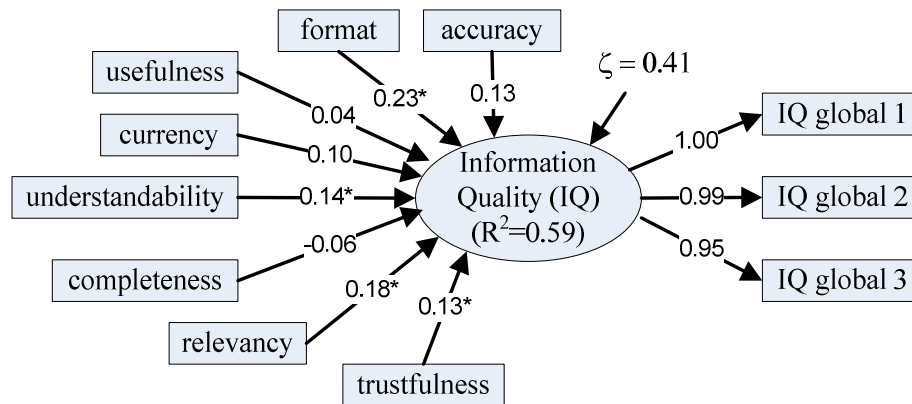 format
accuracy
usefulness
ζ = 0.41
0.23*
0.13
0.04
IQ global 1
currency
0.10
1.00
Information
Quality (IQ)
(R²=0.59)
understandability
0.14*
0.99
IQ global 2
-0.06
0.95
completeness
IQ global 3
0.18*
0.13*
relevancy
trustfulness